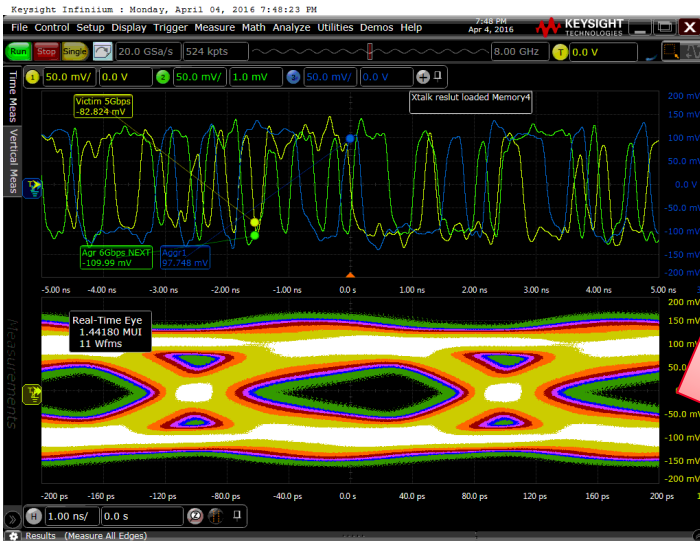 Keysight Infiniium : Monday, April 04, 2016 7:48:23 PM
File Control Setup Display Trigger Measure Math Analyze Utilities Demos Help
7:48 PM
Apr 4, 2016
KEYSIGHT
TECHNOLOGIES
Run Stop Single 20.0 GSa/s 524 kpts 8.00 GHz T 0.0 V
1 50.0 mV/ 0.0 V 2 50.0 mV/ 1.0 mV 3 50.0 mV/ 0.0 V
Time Meas
Vertical Meas
Measurements
Victim 5Gbps
-82.824 mV
Xtalk reslut loaded Memory4
Agr 6Gbps NEXT
-109.99 mV
Aggr1
97.748 mV
200 mV
150 mV
100 mV
50.0 mV
0.0 V
-50.0 mV
-100 mV
-150 mV
-200 mV
-5.00 ns -4.00 ns -3.00 ns -2.00 ns -1.00 ns 0.0 s 1.00 ns 2.00 ns 3.00 ns 4.00 ns 5.00 ns
Real-Time Eye
1.44180 MUI
11 Wfms
200 mV
150 mV
100 mV
50.0
-50.0 mV
-100 mV
-150 mV
-200 mV
-200 ps -160 ps -120 ps -80.0 ps -40.0 ps 0.0 s 40.0 ps 80.0 ps 120 ps 160 ps 200 ps
H 1.00 ns/ 0.0 s
Results (Measure All Edges)